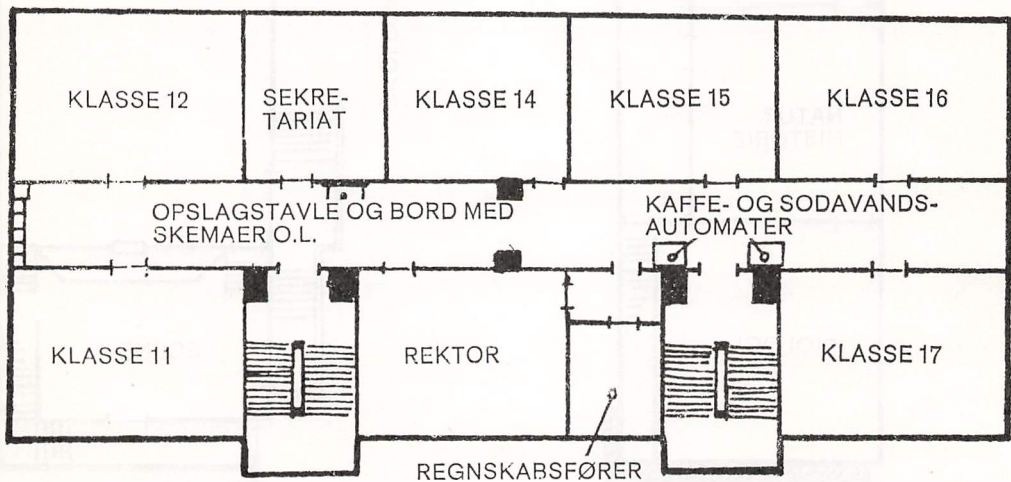 KLASSE 12
SEKRE-
TARIAT
KLASSE 14
KLASSE 15
KLASSE 16
OPSLAGSTAVLE OG BORD MED
SKEMAER O.L.
KAFFE- OG SODAVANDS-
AUTOMATER
KLASSE 11
REKTOR
KLASSE 17
REGNSKABSFØRER